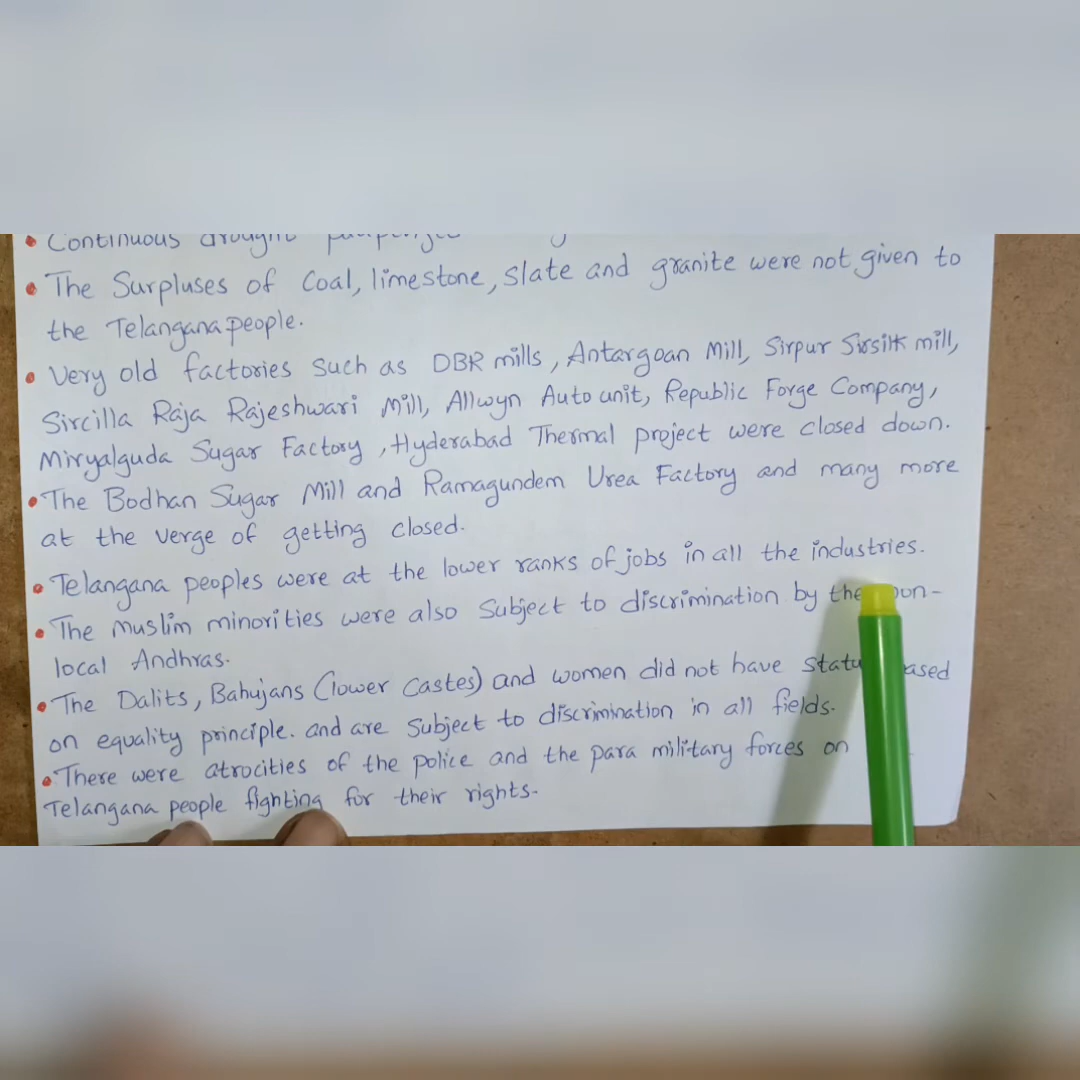 • Continuous drought
• The Surpluses of Coal, limestone, slate and granite were not given to
the Telangana people.
• Very old factories such as DBR mills, Antargoan Mill, Sirpur Sirsilk mill,
Sircilla Raja Rajeshwari Mill, Allwyn Auto unit, Republic Forge Company,
Miryalguda Sugar Factory, Hyderabad Thermal project were closed down.
• The Bodhan Sugar Mill and Ramagundem Urea Factory and many more
at the verge of getting closed.
• Telangana peoples were at the lower ranks of jobs in all the industries.
• The Muslim minorities were also Subject to discrimination by the non-
local Andhras.
• The Dalits, Bahujans (lower castes) and women did not have status based
on equality principle. and are Subject to discrimination in all fields.
• There were atrocities of the police and the para military forces on
Telangana people fighting for their rights.